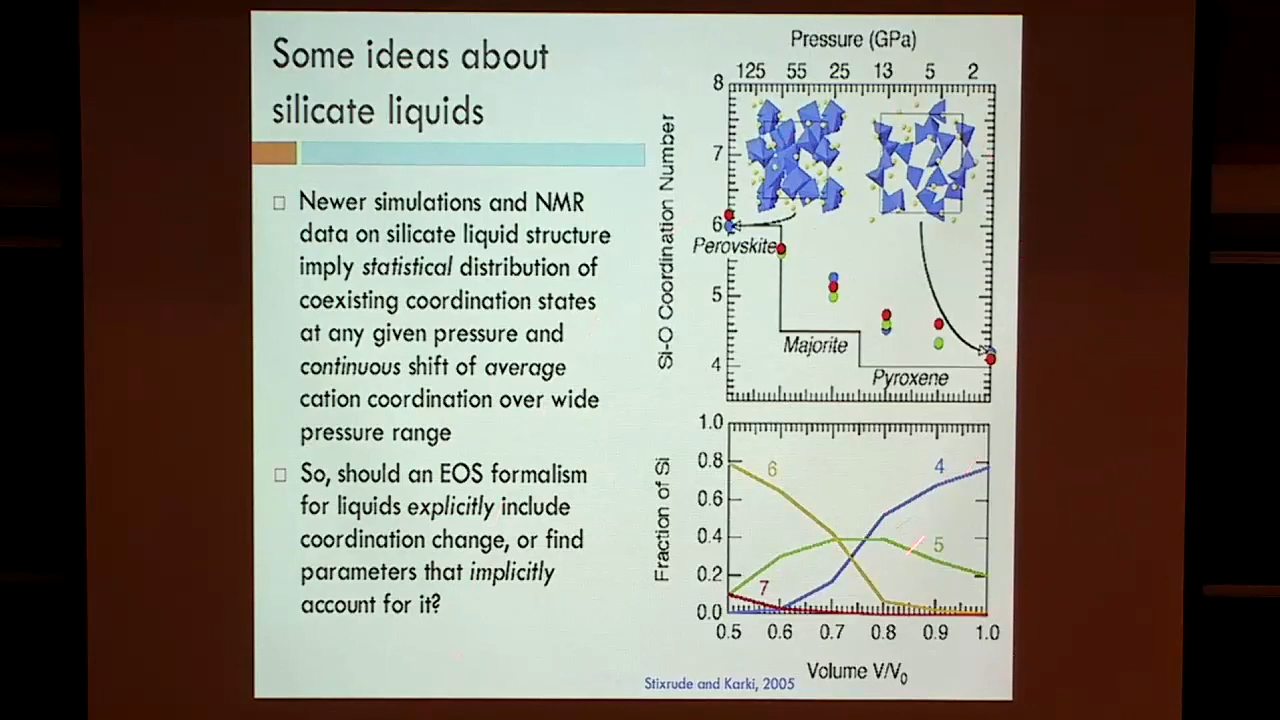 Some ideas about
silicate liquids
□ Newer simulations and NMR
data on silicate liquid structure
imply statistical distribution of
coexisting coordination states
at any given pressure and
continuous shift of average
cation coordination over wide
pressure range
□ So, should an EOS formalism
for liquids explicitly include
coordination change, or find
parameters that implicitly
account for it?
Pressure (GPa)
125 55 25 13 5 2
Si-O Coordination Number
8
7
6
5
4
Perovskite
Majorite
Pyroxene
Fraction of Si
1.0
0.8
0.6
0.4
0.2
0.0
6
4
5
7
0.5 0.6 0.7 0.8 0.9 1.0
Volume V/V₀
Stixrude and Karki, 2005